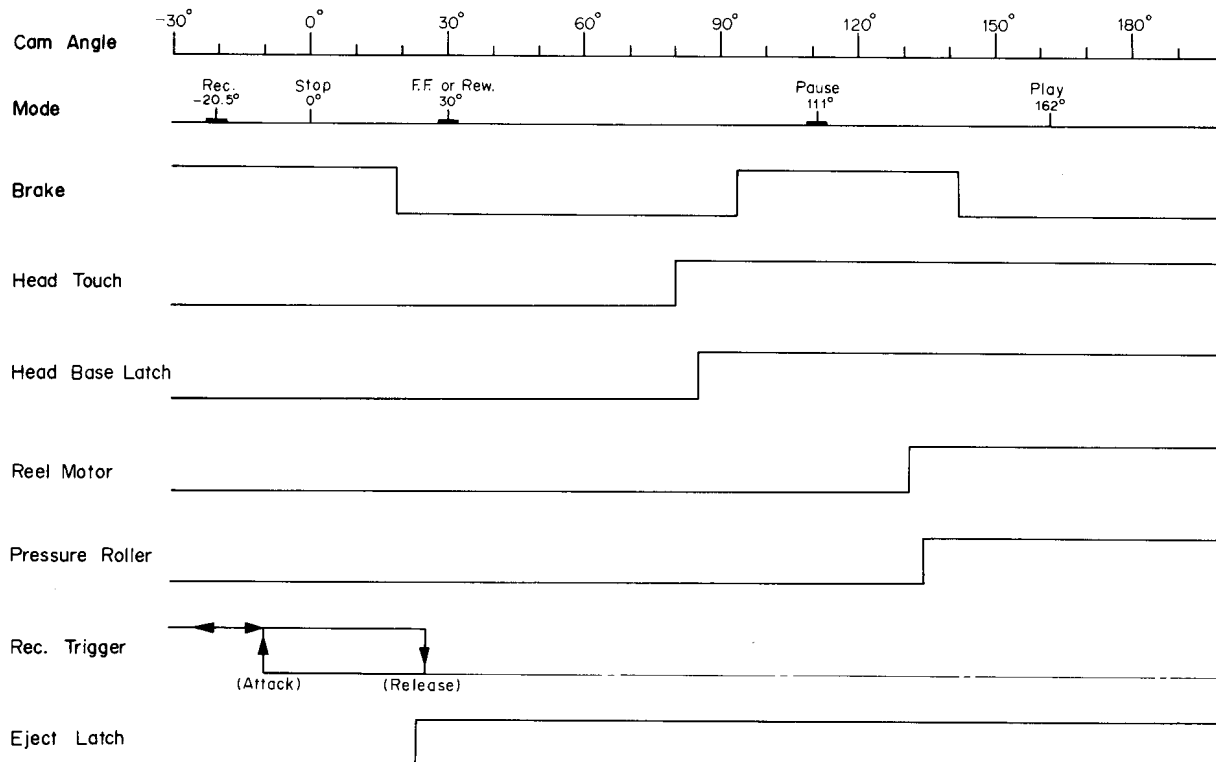 -30° 0° 30° 60° 90° 120° 150° 180°
Cam Angle
Rec. Stop F.F. or Rew. Pause Play
-20.5° 0° 30° 111° 162°
Mode
Brake
Head Touch
Head Base Latch
Reel Motor
Pressure Roller
Rec. Trigger
(Attack) (Release)
Eject Latch